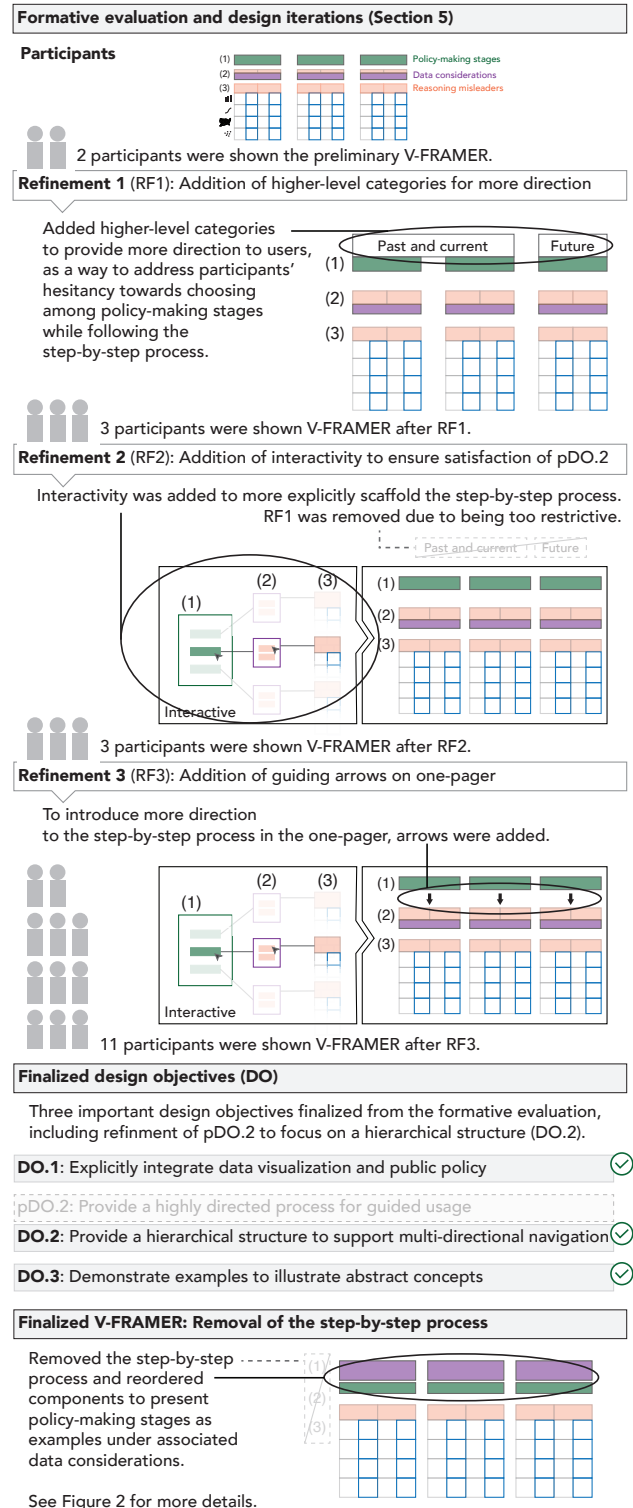 Formative evaluation and design iterations (Section 5)
Participants
(1)
Policy-making stages
(2)
Data considerations
(3)
Reasoning misleaders
2 participants were shown the preliminary V-FRAMER.
Refinement 1 (RF1): Addition of higher-level categories for more direction
Added higher-level categories
to provide more direction to users,
as a way to address participants’
hesitancy towards choosing
among policy-making stages
while following the
step-by-step process.
Past and current
Future
(1)
(2)
(3)
3 participants were shown V-FRAMER after RF1.
Refinement 2 (RF2): Addition of interactivity to ensure satisfaction of pDO.2
Interactivity was added to more explicitly scaffold the step-by-step process.
RF1 was removed due to being too restrictive.
Past and current
Future
(1)
(2)
(3)
Interactive
(1)
(2)
(3)
3 participants were shown V-FRAMER after RF2.
Refinement 3 (RF3): Addition of guiding arrows on one-pager
To introduce more direction
to the step-by-step process in the one-pager, arrows were added.
(1)
(2)
(3)
Interactive
(1)
(2)
(3)
11 participants were shown V-FRAMER after RF3.
Finalized design objectives (DO)
Three important design objectives finalized from the formative evaluation,
including refinment of pDO.2 to focus on a hierarchical structure (DO.2).
DO.1: Explicitly integrate data visualization and public policy
pDO.2: Provide a highly directed process for guided usage
DO.2: Provide a hierarchical structure to support multi-directional navigation
DO.3: Demonstrate examples to illustrate abstract concepts
Finalized V-FRAMER: Removal of the step-by-step process
Removed the step-by-step
process and reordered
components to present
policy-making stages as
examples under associated
data considerations.
(1)
(2)
(3)
See Figure 2 for more details.